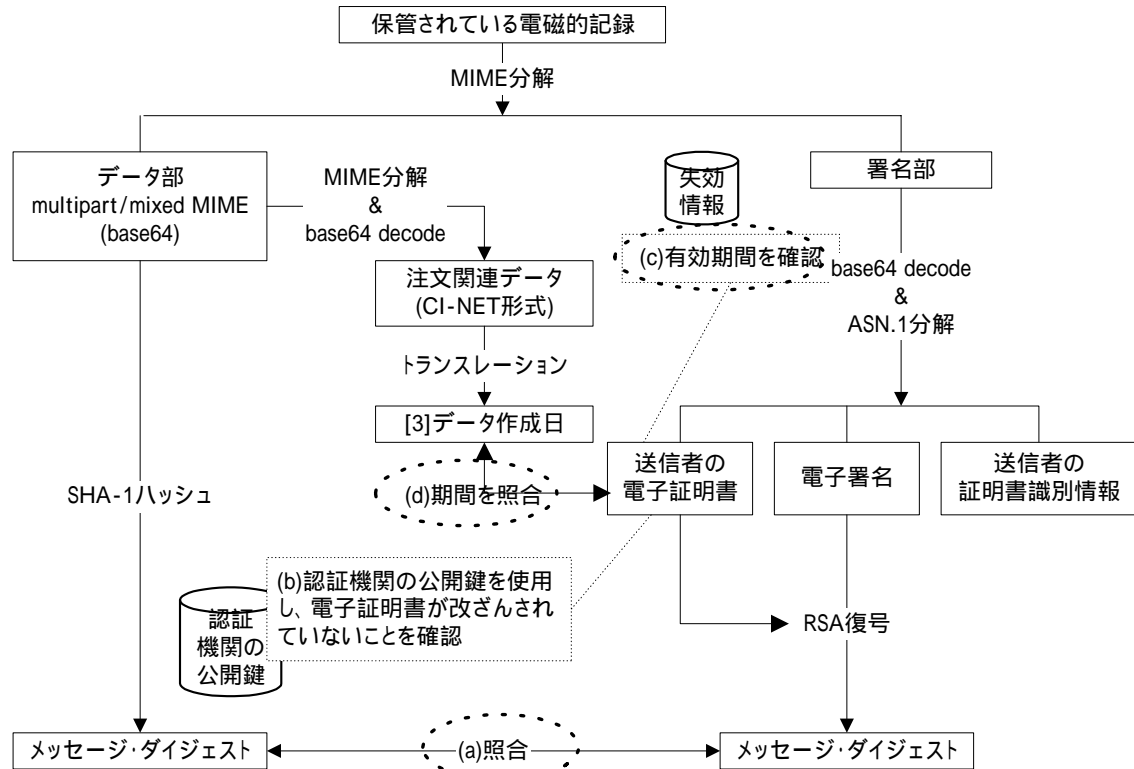 保管されている電磁的記録
MIME分解
データ部
multipart/mixed MIME
(base64)
MIME分解
&
base64 decode
失効
情報
署名部
(c)有効期間を確認
注文関連データ
(CI-NET形式)
base64 decode
&
ASN.1分解
トランスレーション
[3]データ作成日
送信者の
電子証明書
電子署名
送信者の
証明書識別情報
SHA-1ハッシュ
(d)期間を照合
(b)認証機関の公開鍵を使用
し、電子証明書が改ざんされ
ていないことを確認
認証
機関の
公開鍵
RSA復号
メッセージ・ダイジェスト
(a)照合
メッセージ・ダイジェスト